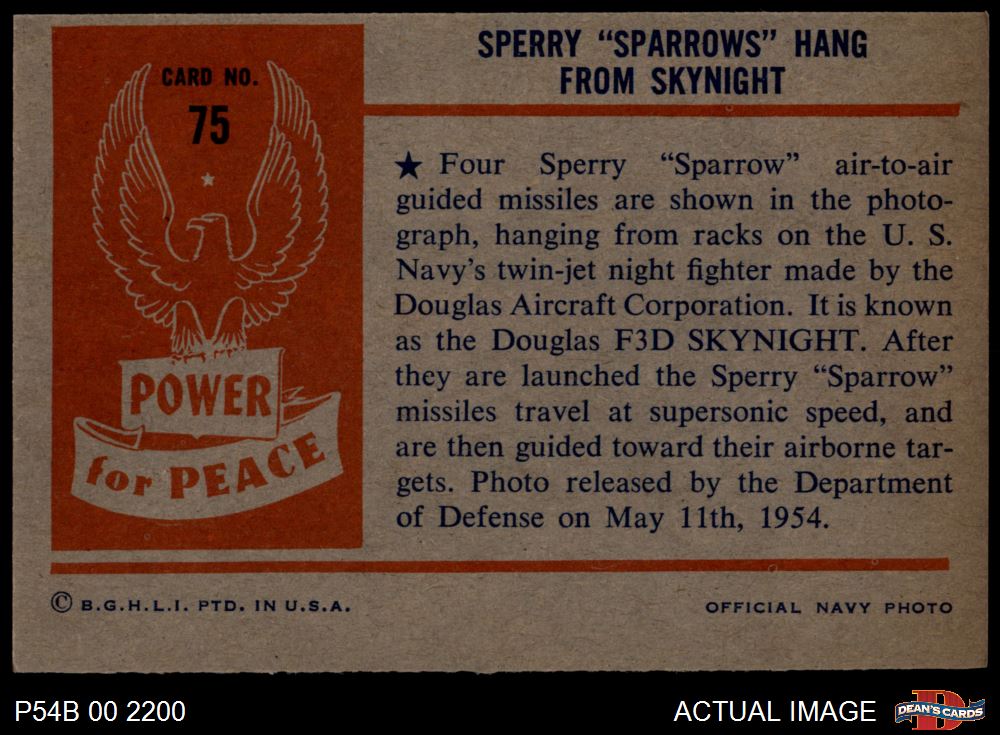 CARD NO.
75
POWER
for PEACE
SPERRY “SPARROWS” HANG
FROM SKYNIGHT
★ Four Sperry “Sparrow” air-to-air
guided missiles are shown in the photo-
graph, hanging from racks on the U. S.
Navy’s twin-jet night fighter made by the
Douglas Aircraft Corporation. It is known
as the Douglas F3D SKYNIGHT. After
they are launched the Sperry “Sparrow”
missiles travel at supersonic speed, and
are then guided toward their airborne tar-
gets. Photo released by the Department
of Defense on May 11th, 1954.
© B.G.H.L.I. PTD. IN U.S.A.
OFFICIAL NAVY PHOTO
P54B 00 2200
ACTUAL IMAGE
D
DEAN'S CARDS